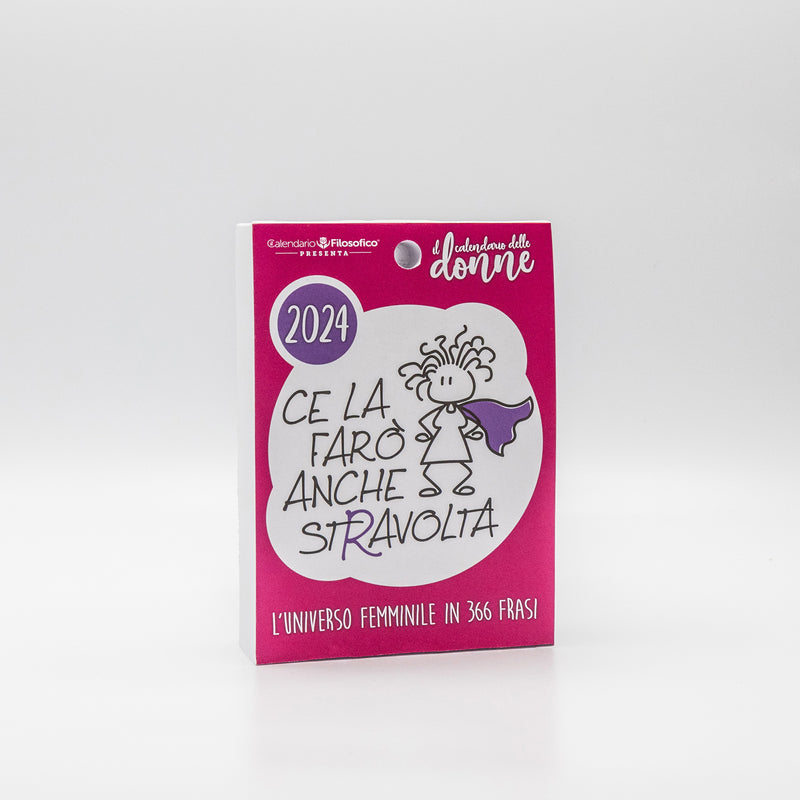 Calendario Filosofico®
PRESENTA
il calendario delle
donne
2024
CE LA
FARÒ
ANCHE
STRAVOLTA
L'UNIVERSO FEMMINILE IN 366 FRASI